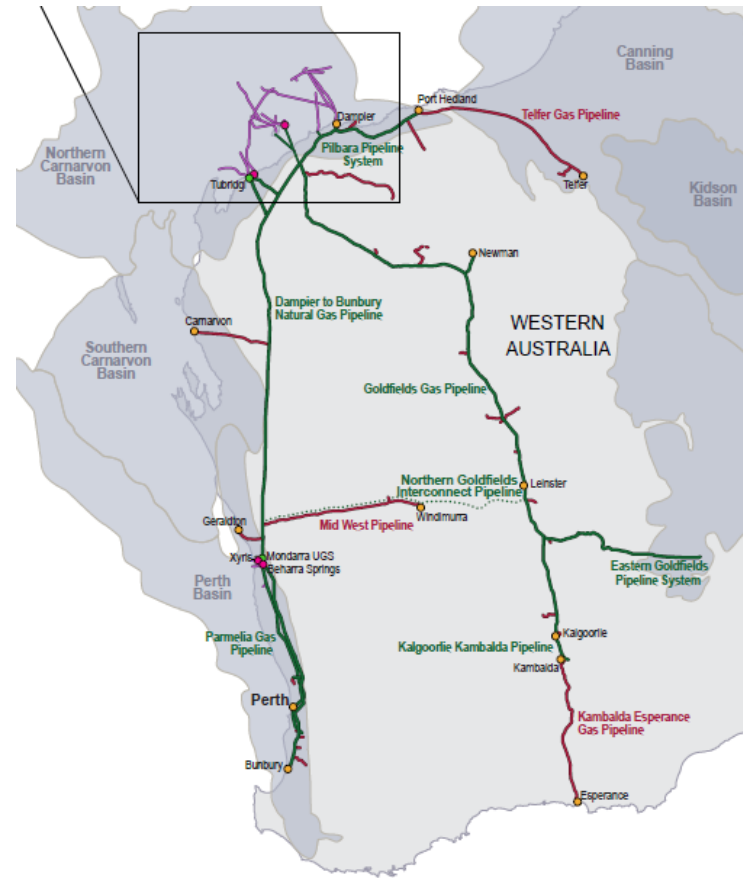 Canning
Basin
Port Hedland
Telfer Gas Pipeline
Dampier
Pilbara Pipeline
System
Northern
Carnarvon
Basin
Tubridgi
Telfer
Kidson
Basin
Newman
Dampier to Bunbury
Natural Gas Pipeline
WESTERN
AUSTRALIA
Carnarvon
Southern
Carnarvon
Basin
Goldfields Gas Pipeline
Northern Goldfields
Interconnect Pipeline
Leinster
Geraldton
Mid West Pipeline
Windimurra
Xyris
Mondarra UGS
Beharra Springs
Eastern Goldfields
Pipeline System
Perth
Basin
Parmelia Gas
Pipeline
Kalgoorlie Kambalda Pipeline
Kalgoorlie
Kambalda
Perth
Kambalda Esperance
Gas Pipeline
Bunbury
Esperance